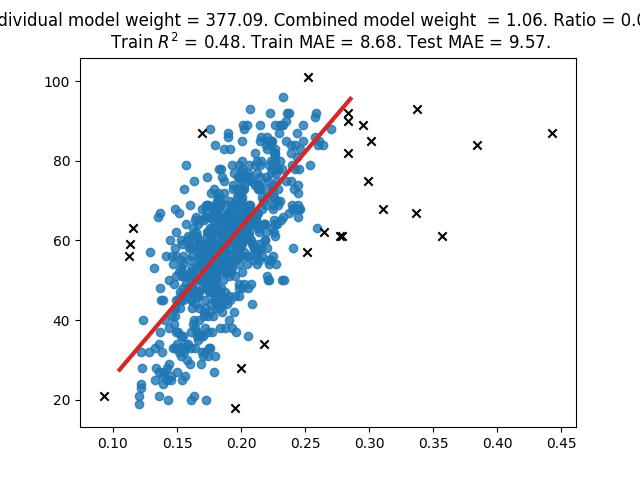 dividual model weight = 377.09. Combined model weight = 1.06. Ratio = 0.0
Train R² = 0.48. Train MAE = 8.68. Test MAE = 9.57.
100
80
60
40
20
0.10 0.15 0.20 0.25 0.30 0.35 0.40 0.45